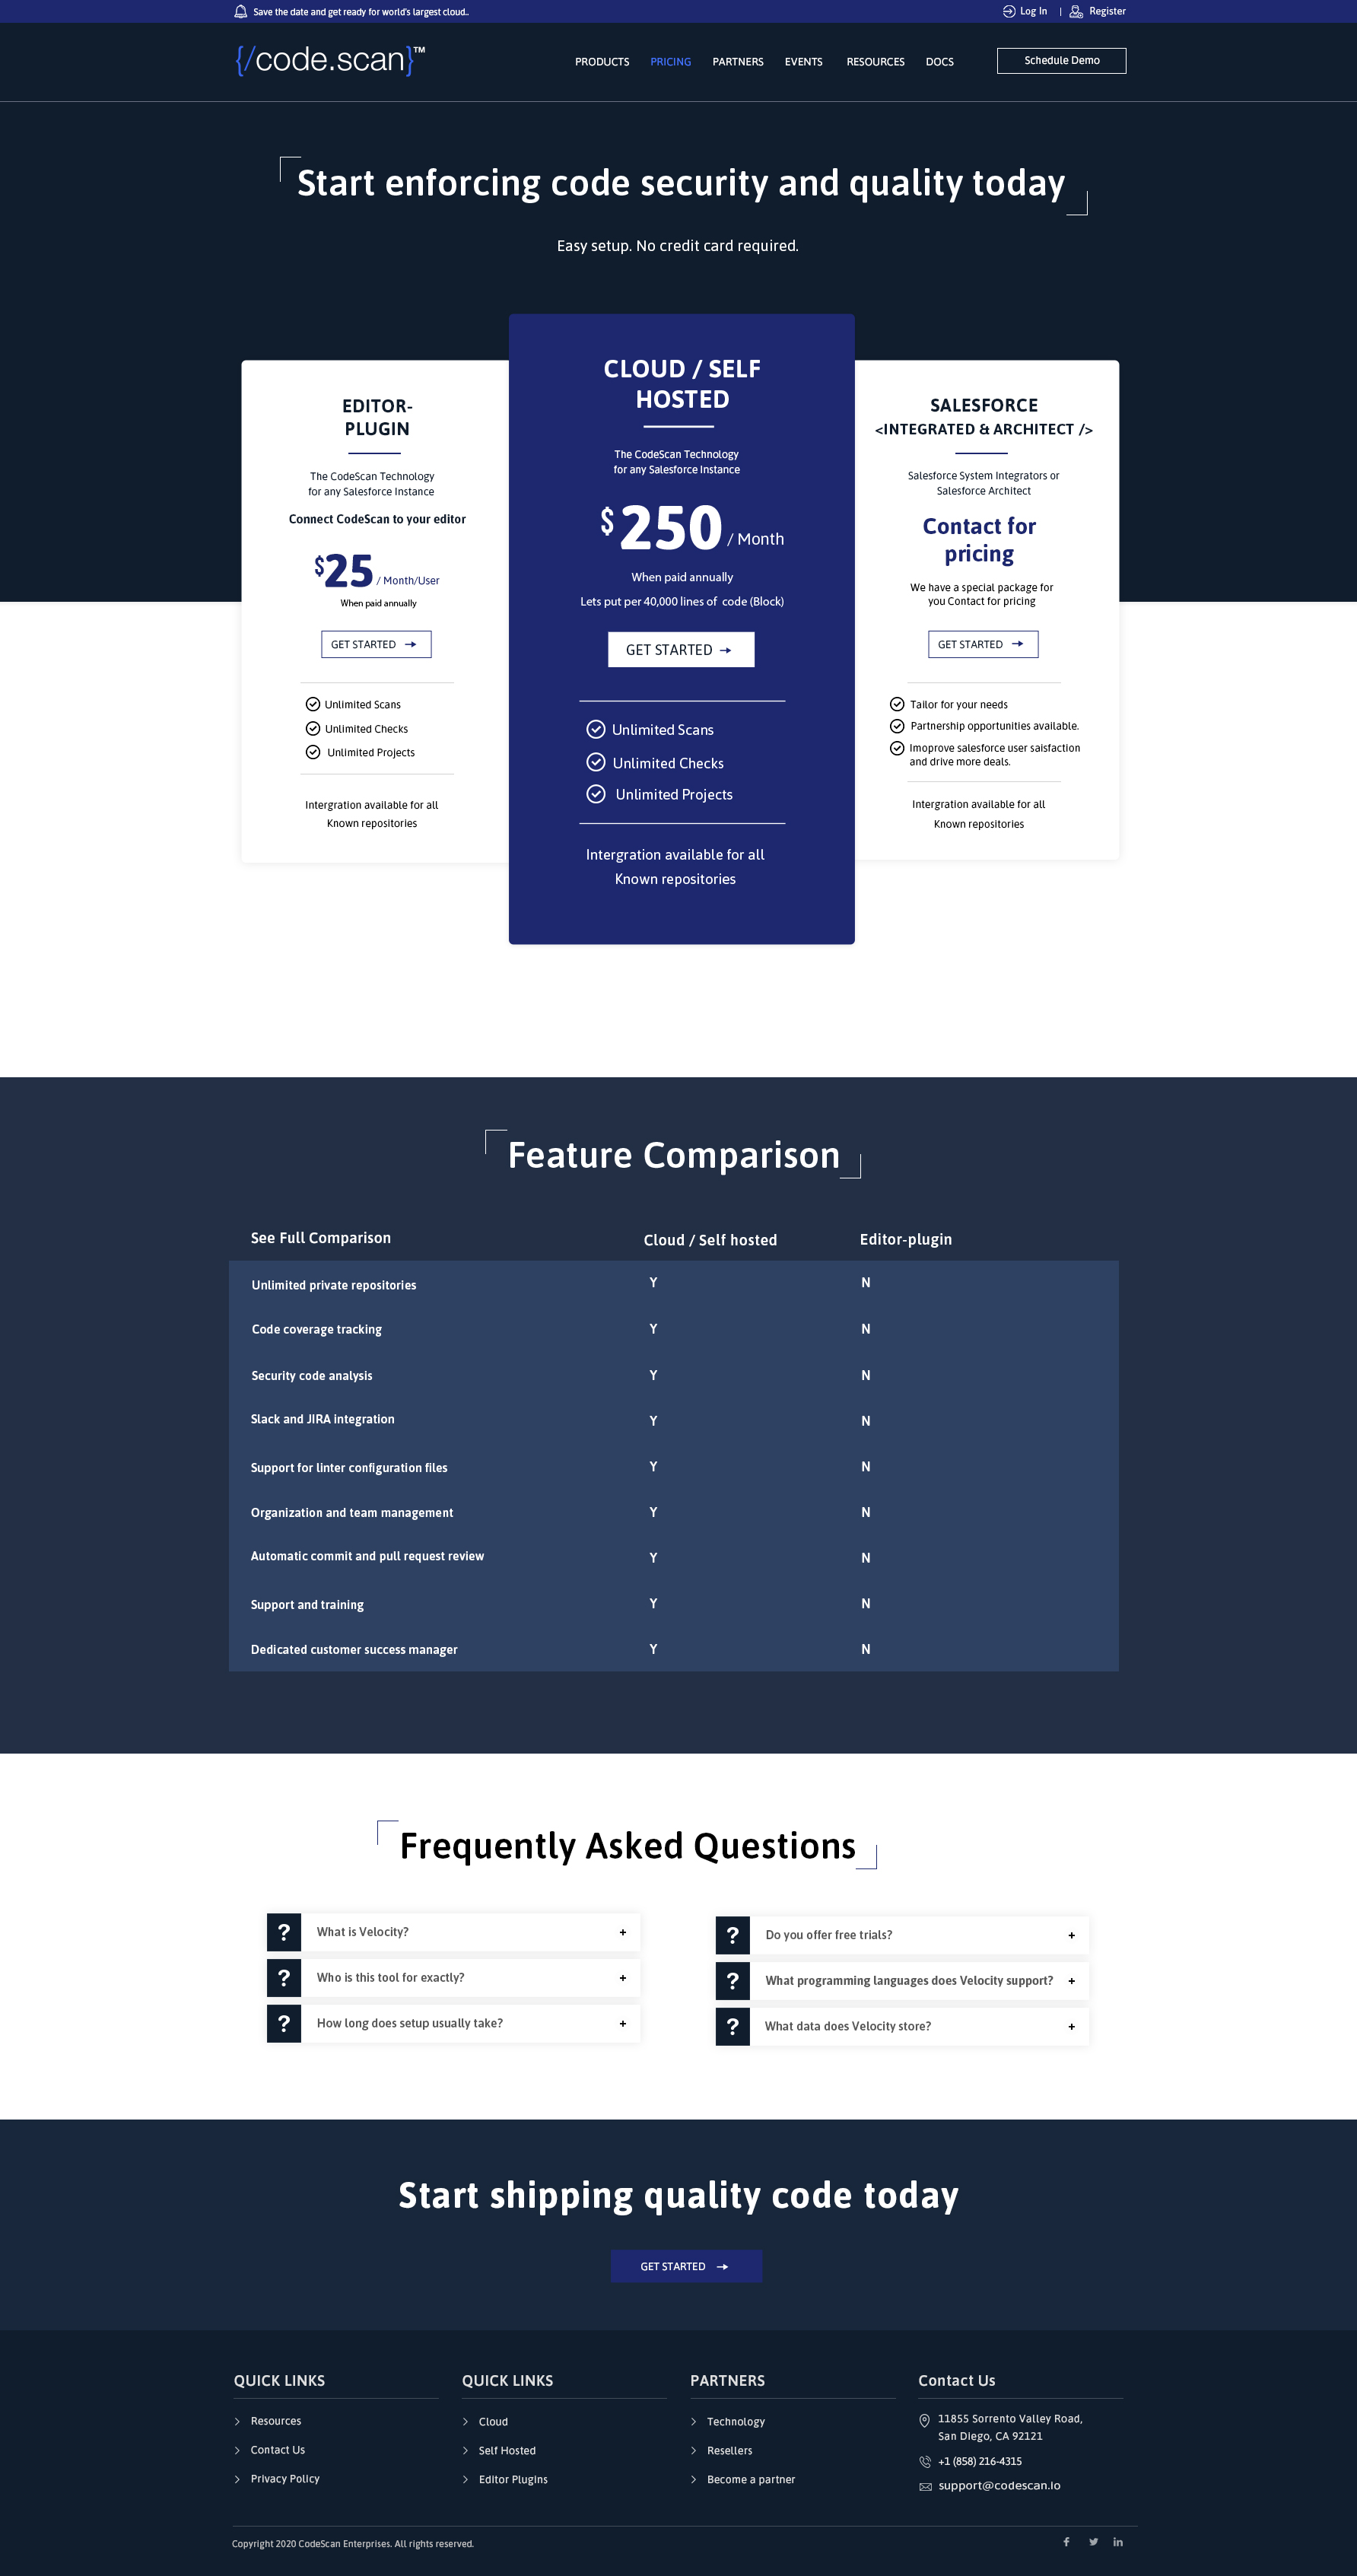 Save the date and get ready for world's largest cloud..
Log In | Register
{/code.scan}™
PRODUCTS PRICING PARTNERS EVENTS RESOURCES DOCS Schedule Demo
Start enforcing code security and quality today
Easy setup. No credit card required.
EDITOR-
PLUGIN
The CodeScan Technology
for any Salesforce Instance
Connect CodeScan to your editor
$25 / Month/User
When paid annually
GET STARTED
Unlimited Scans
Unlimited Checks
Unlimited Projects
Intergration available for all
Known repositories
CLOUD / SELF
HOSTED
The CodeScan Technology
for any Salesforce Instance
$250 / Month
When paid annually
Lets put per 40,000 lines of code (Block)
GET STARTED
Unlimited Scans
Unlimited Checks
Unlimited Projects
Intergration available for all
Known repositories
SALESFORCE
<INTEGRATED & ARCHITECT />
Salesforce System Integrators or
Salesforce Architect
Contact for
pricing
We have a special package for
you Contact for pricing
GET STARTED
Tailor for your needs
Partnership opportunities available.
Imoprove salesforce user saisfaction
and drive more deals.
Intergration available for all
Known repositories
Feature Comparison
See Full Comparison Cloud / Self hosted Editor-plugin
Unlimited private repositories Y N
Code coverage tracking Y N
Security code analysis Y N
Slack and JIRA integration Y N
Support for linter configuration files Y N
Organization and team management Y N
Automatic commit and pull request review Y N
Support and training Y N
Dedicated customer success manager Y N
Frequently Asked Questions
? What is Velocity? +
? Who is this tool for exactly? +
? How long does setup usually take? +
? Do you offer free trials? +
? What programming languages does Velocity support? +
? What data does Velocity store? +
Start shipping quality code today
GET STARTED
QUICK LINKS
Resources
Contact Us
Privacy Policy
QUICK LINKS
Cloud
Self Hosted
Editor Plugins
PARTNERS
Technology
Resellers
Become a partner
Contact Us
11855 Sorrento Valley Road,
San Diego, CA 92121
+1 (858) 216-4315
support@codescan.io
Copyright 2020 CodeScan Enterprises. All rights reserved.